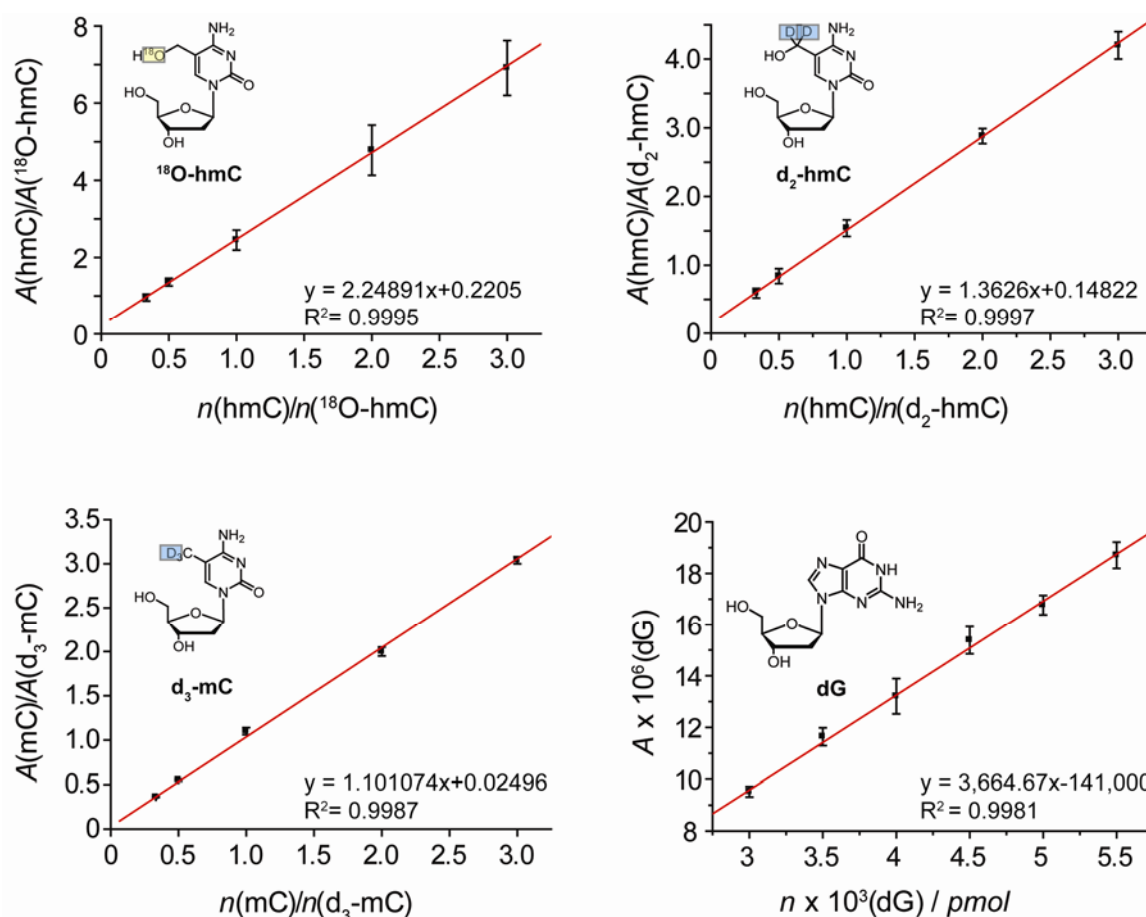 8
6
4
2
0
A(hmC)/A(¹⁸O-hmC)
NH₂
H¹⁸O
N
N
O
HO
O
OH
¹⁸O-hmC
y = 2.24891x+0.2205
R²= 0.9995
0 0.5 1.0 1.5 2.0 2.5 3.0
n(hmC)/n(¹⁸O-hmC)
4.0
3.0
2.0
1.0
0
A(hmC)/A(d₂-hmC)
D D
NH₂
HO
N
N
O
HO
O
OH
d₂-hmC
y = 1.3626x+0.14822
R² = 0.9997
0 0.5 1.0 1.5 2.0 2.5 3.0
n(hmC)/n(d₂-hmC)
3.5
3.0
2.5
2.0
1.5
1.0
0.5
0
A(mC)/A(d₃-mC)
NH₂
D₃C
N
N
O
HO
O
OH
d₃-mC
y = 1.101074+0.02496
R² = 0.9987
0 0.5 1.0 1.5 2.0 2.5 3.0
n(mC)/n(d₃-mC)
20
18
16
14
12
10
8
A x 10⁶(dG)
O
N
NH
N
N
NH₂
HO
O
OH
dG
y = 3,664.67x-141,000
R² = 0.9981
3 3.5 4 4.5 5 5.5
n x 10³(dG) / pmol